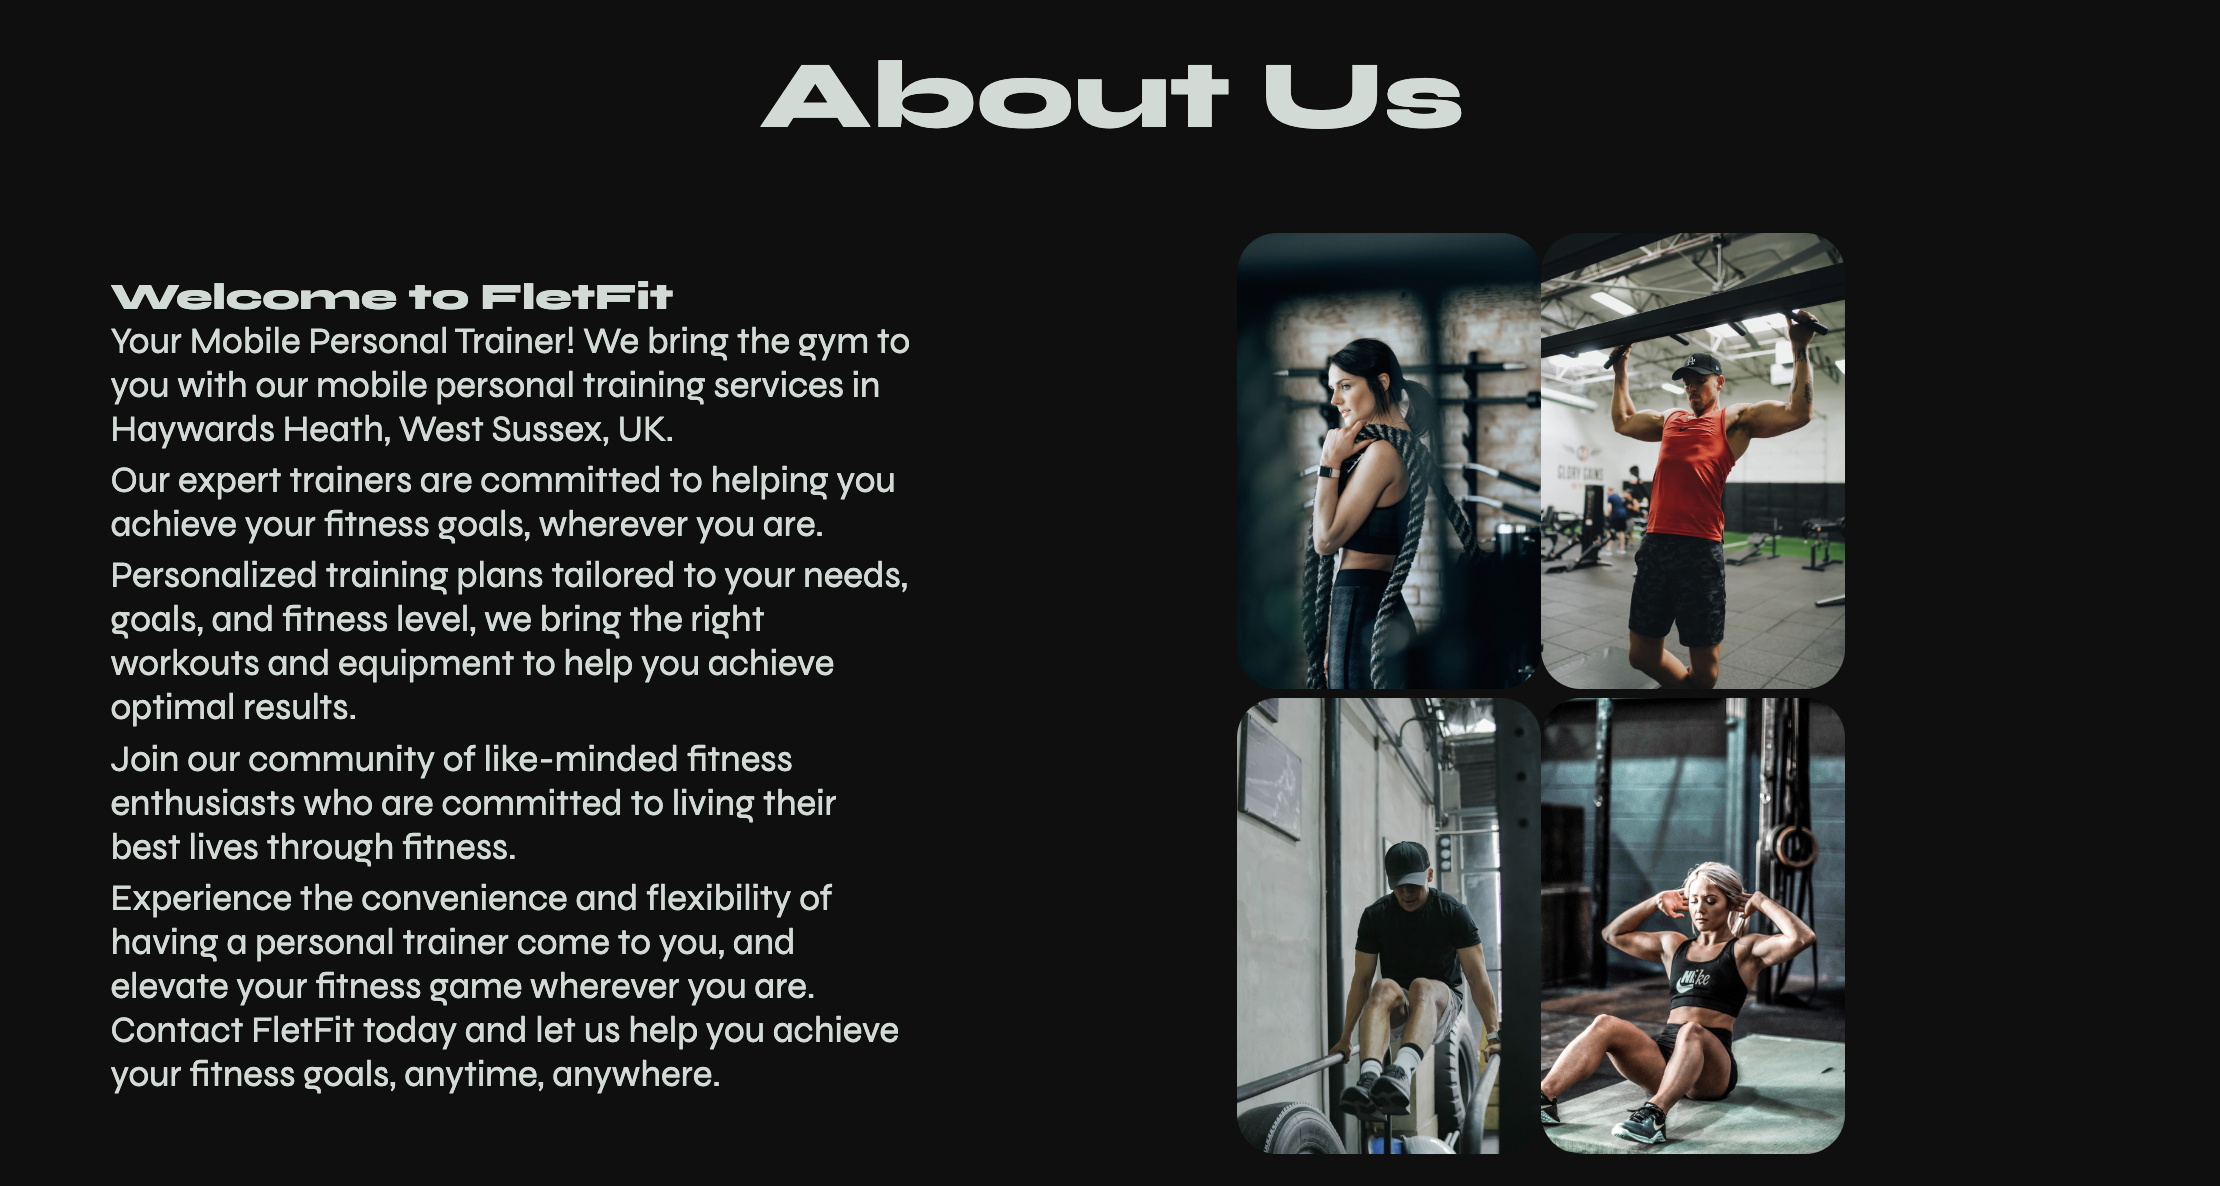 About Us
Welcome to FletFit
Your Mobile Personal Trainer! We bring the gym to
you with our mobile personal training services in
Haywards Heath, West Sussex, UK.
Our expert trainers are committed to helping you
achieve your fitness goals, wherever you are.
Personalized training plans tailored to your needs,
goals, and fitness level, we bring the right
workouts and equipment to help you achieve
optimal results.
Join our community of like-minded fitness
enthusiasts who are committed to living their
best lives through fitness.
Experience the convenience and flexibility of
having a personal trainer come to you, and
elevate your fitness game wherever you are.
Contact FletFit today and let us help you achieve
your fitness goals, anytime, anywhere.
GLORY GAINS
Nike